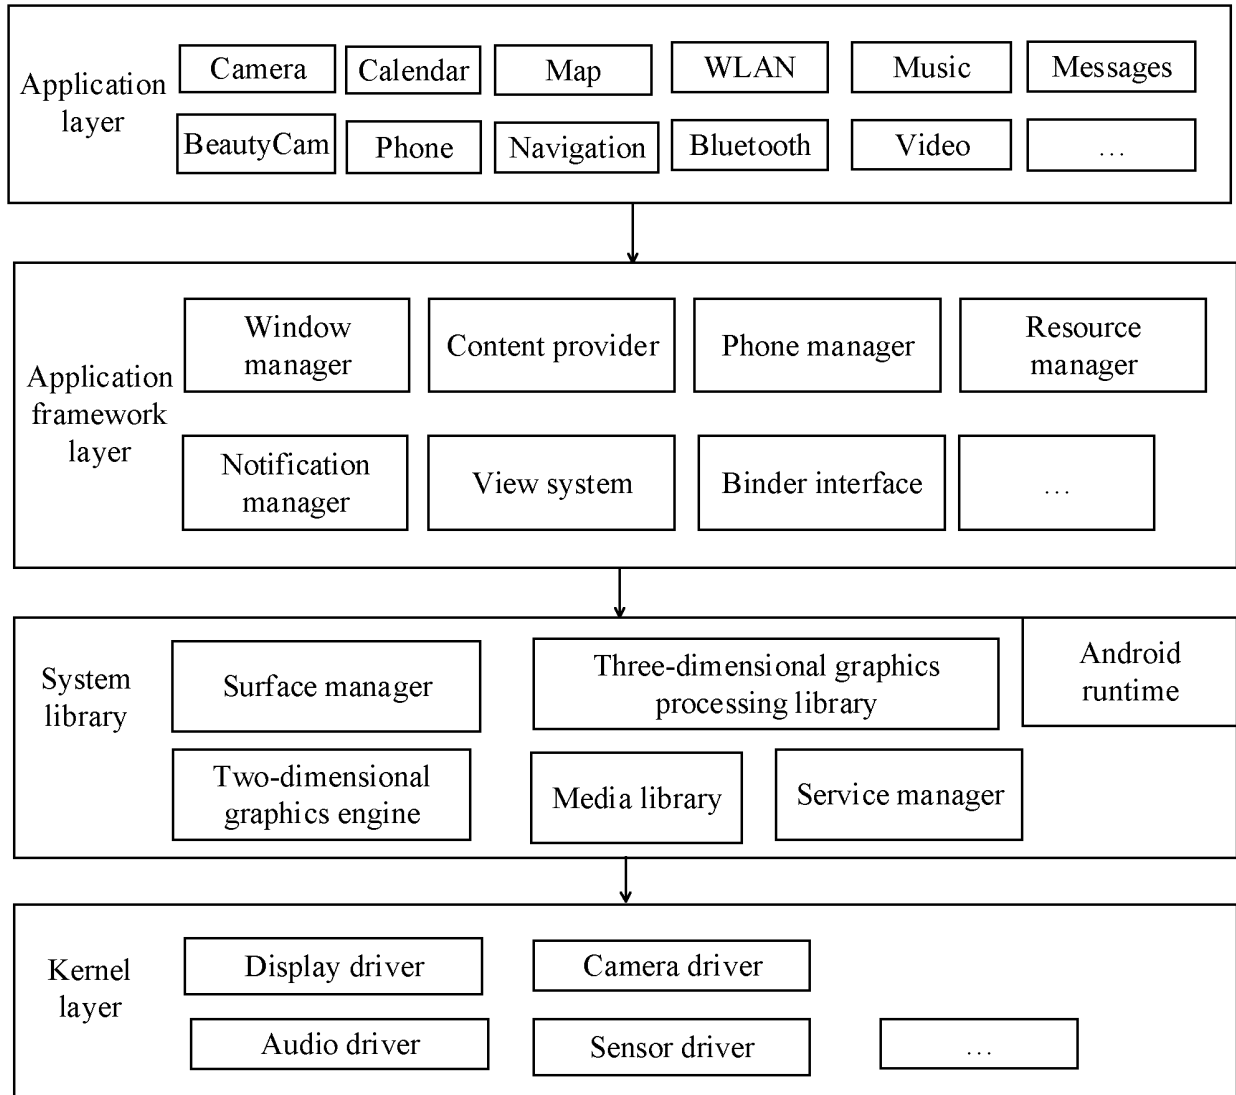 Application
layer
Camera
Calendar
Map
WLAN
Music
Messages
BeautyCam
Phone
Navigation
Bluetooth
Video
...
Application
framework
layer
Window
manager
Content provider
Phone manager
Resource
manager
Notification
manager
View system
Binder interface
...
System
library
Surface manager
Three-dimensional graphics
processing library
Android
runtime
Two-dimensional
graphics engine
Media library
Service manager
Kernel
layer
Display driver
Camera driver
Audio driver
Sensor driver
...